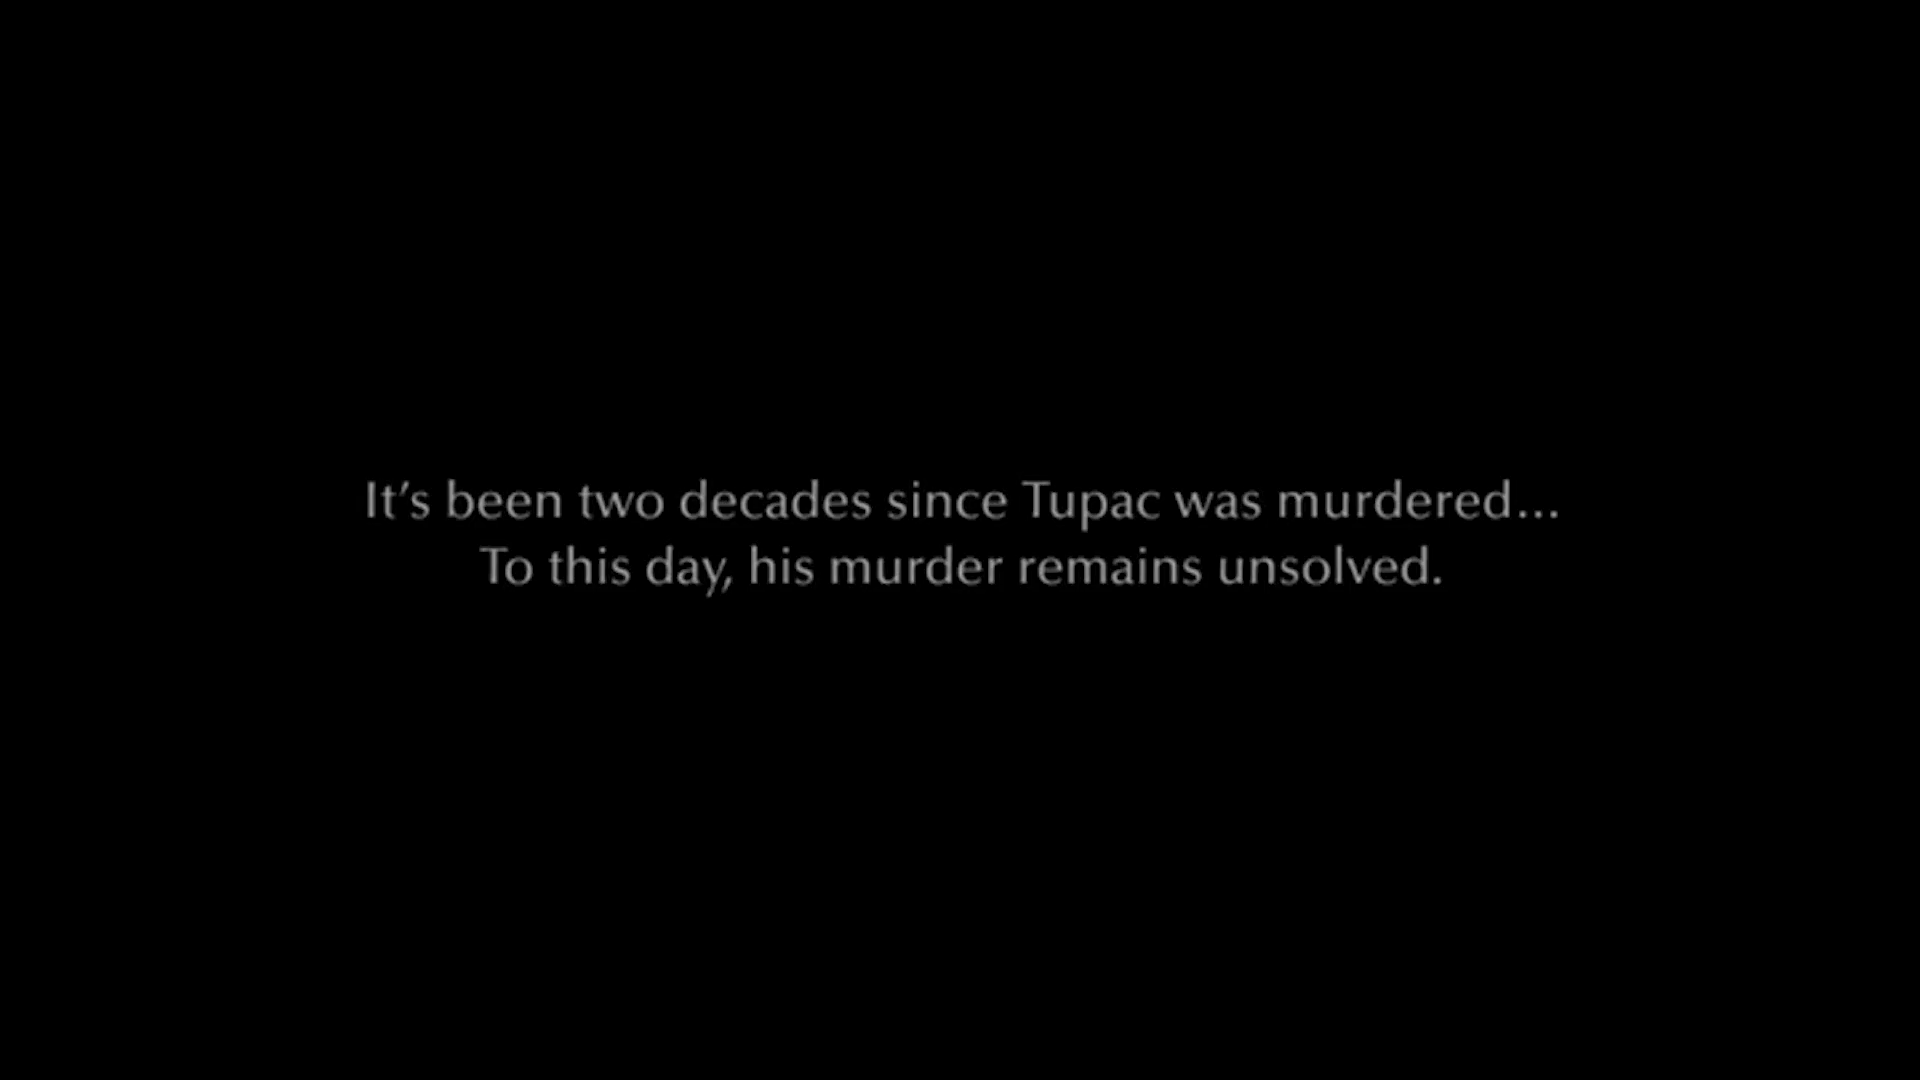 It’s been two decades since Tupac was murdered...
To this day, his murder remains unsolved.